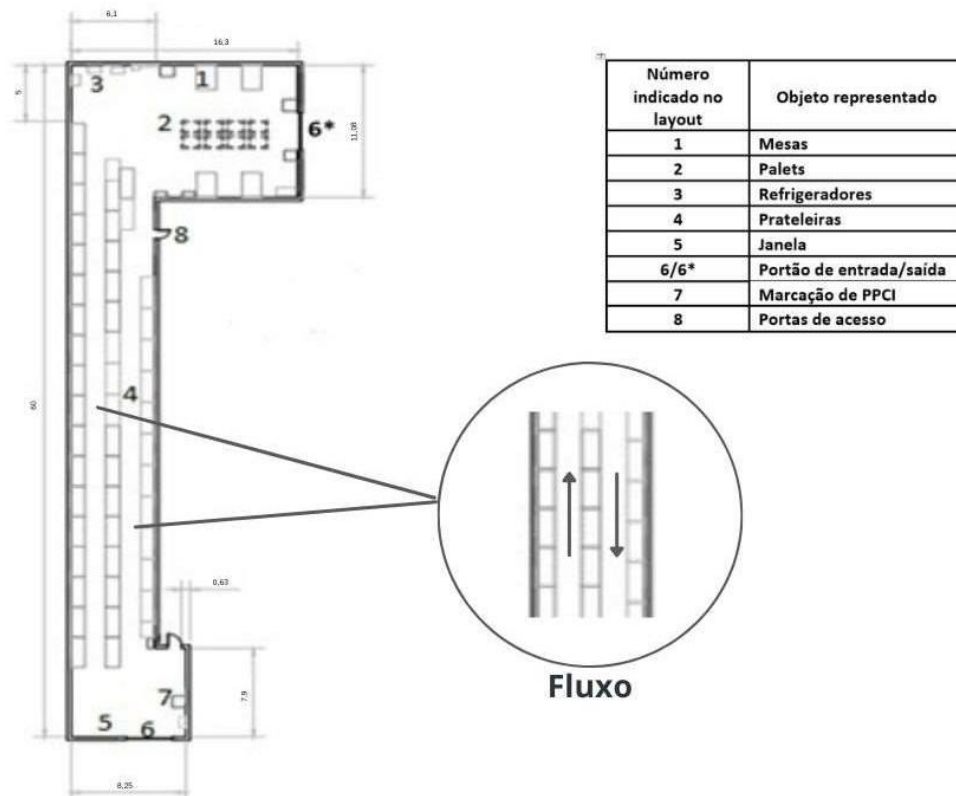 6,1
16,3
3
1
2
6*
5
11,08
8
4
60
0,63
7,9
7
5
6
8,25
Número
indicado no
layout
Objeto representado
1 Mesas
2 Palets
3 Refrigeradores
4 Prateleiras
5 Janela
6/6* Portão de entrada/saída
7 Marcação de PPCI
8 Portas de acesso
Fluxo